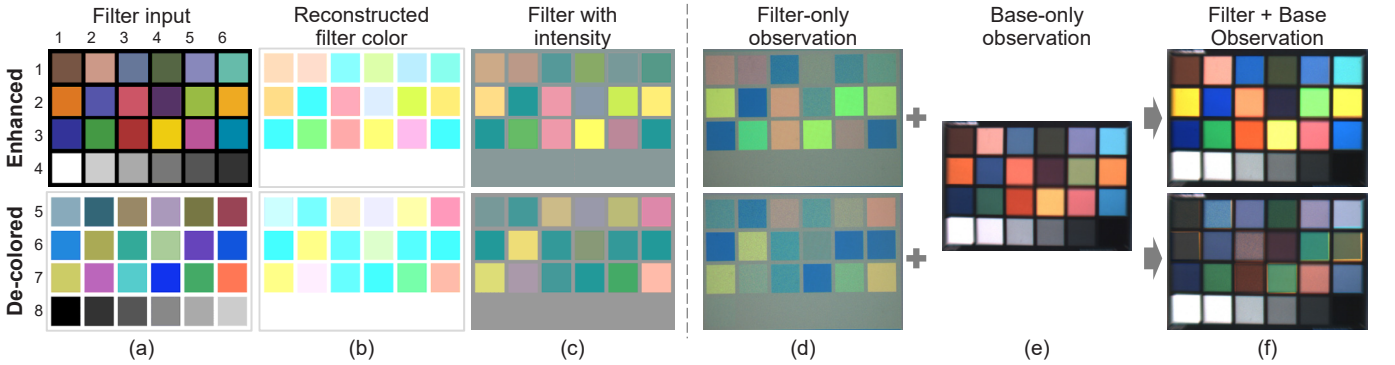 Filter input
1 2 3 4 5 6
Reconstructed
filter color
Filter with
intensity
Filter-only
observation
Base-only
observation
Filter + Base
Observation
Enhanced
1
2
3
4
De-colored
5
6
7
8
(a)
(b)
(c)
(d)
(e)
(f)